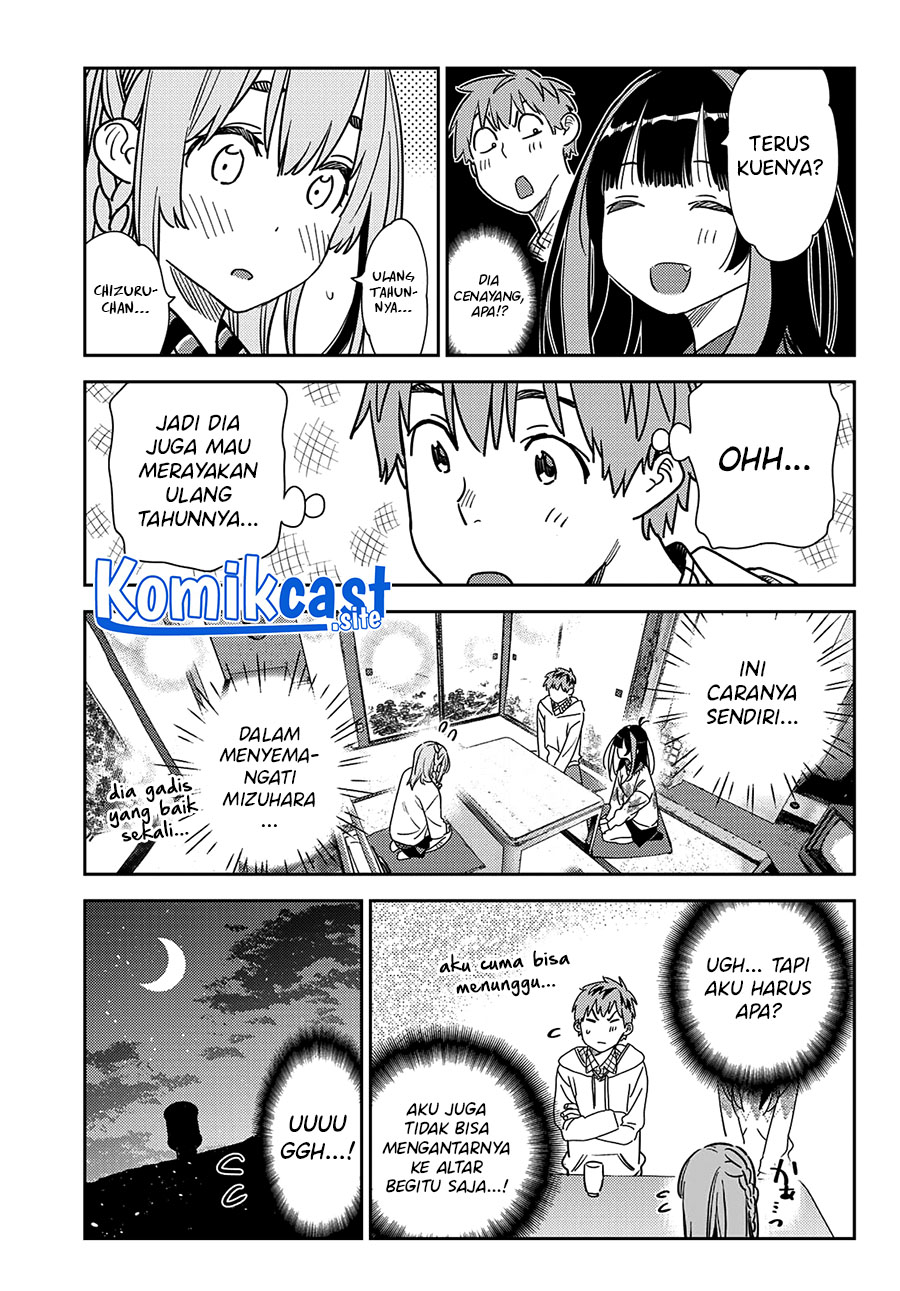 TERUS
KUENYA?
DIA
CENAYANG,
APA!?
ULANG
TAHUN-
NYA...
CHIZURU-
CHAN...
OHH...
JADI DIA
JUGA MAU
MERAYAKAN
ULANG
TAHUNNYA...
Komikcast
.site
INI
CARANYA
SENDIRI...
DALAM
MENYEMA-
NGATI
MIZUHARA
...
dia gadis
yang baik
sekali...
UGH... TAPI
AKU HARUS
APA?
aku cuma bisa
menunggu...
AKU JUGA
TIDAK BISA
MENGANTARNYA
KE ALTAR
BEGITU SAJA...!
UUUU
GGH...!